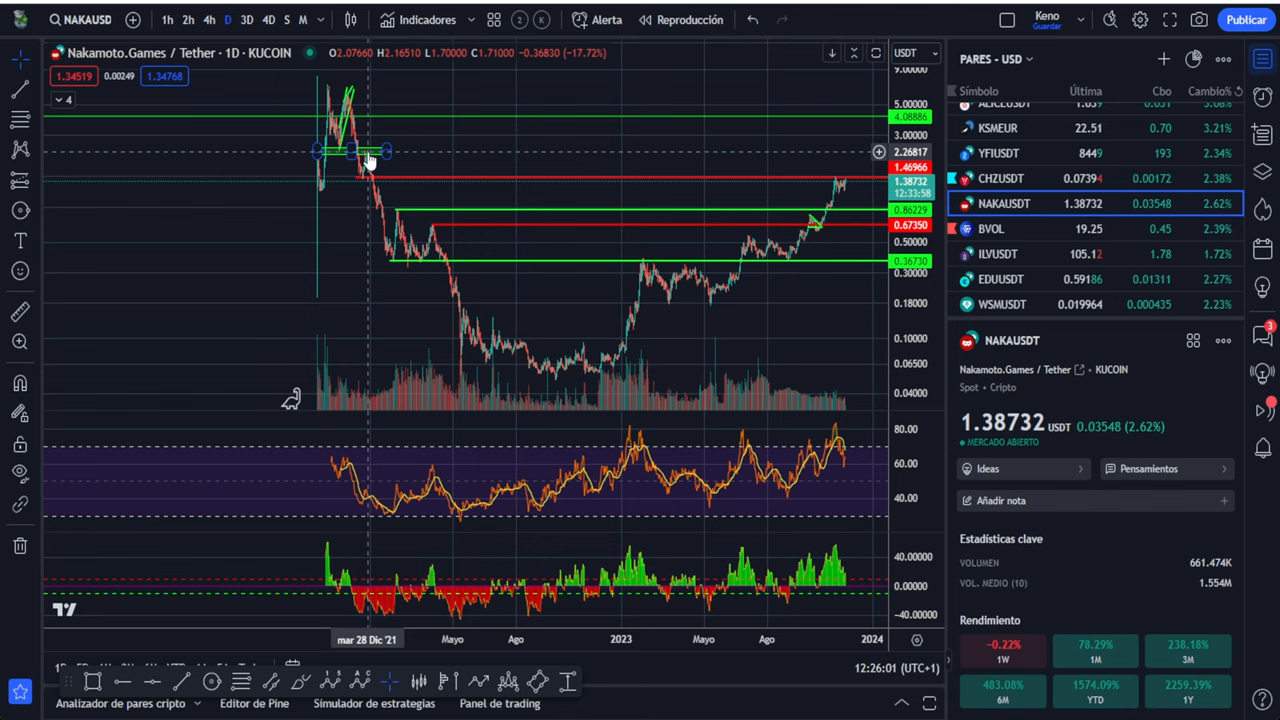 NAKAUSD
1h 2h 4h D 3D 4D S M
Indicadores
2 K
Alerta
Reproducción
Keno
Guardar
Publicar
Nakamoto.Games / Tether · 1D · KUCOIN
O2.07660 H2.16510 L1.70000 C1.71000 −0.36830 (−17.72%)
USDT
1.34519 0.00249 1.34768
4
9.00000
5.00000
4.08886
3.00000
2.26817
1.46966
1.38732
12:33:58
0.86229
0.67350
0.50000
0.36730
0.30000
0.18000
0.10000
0.06500
0.04000
80.00
60.00
40.00
40.00000
0.00000
−40.00000
mar 28 Dic '21
Mayo
Ago
2023
Mayo
Ago
2024
12:26:01 (UTC+1)
Analizador de pares cripto
Editor de Pine
Simulador de estrategias
Panel de trading
PARES - USD
Símbolo Última Cbo Cambio%
ALICEUSDT 1.039 0.031 3.06%
KSMEUR 22.51 0.70 3.21%
YFIUSDT 8449 193 2.34%
CHZUSDT 0.07394 0.00172 2.38%
NAKAUSDT 1.38732 0.03548 2.62%
BVOL 19.25 0.45 2.39%
ILVUSDT 105.12 1.78 1.72%
EDUUSDT 0.59186 0.01311 2.27%
WSMUSDT 0.019964 0.000435 2.23%
NAKAUSDT
Nakamoto.Games / Tether · KUCOIN
Spot · Cripto
1.38732 USDT 0.03548 (2.62%)
MERCADO ABIERTO
Ideas
Pensamientos
Añadir nota
Estadísticas clave
VOLUMEN 661.474K
VOL. MEDIO (10) 1.554M
Rendimiento
−0.22% 78.29% 238.18%
1W 1M 3M
483.08% 1574.09% 2259.39%
6M YTD 1Y
3